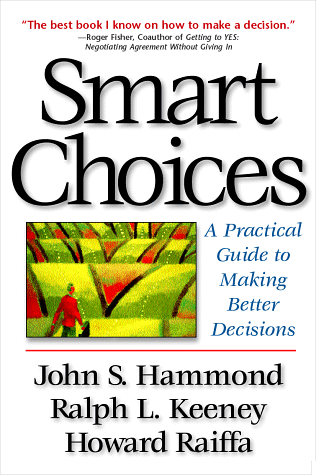 "The best book I know on how to make a decision."
—Roger Fisher, Coauthor of Getting to YES:
Negotiating Agreement Without Giving In
Smart
Choices
A Practical
Guide to
Making
Better
Decisions
John S. Hammond
Ralph L. Keeney
Howard Raiffa